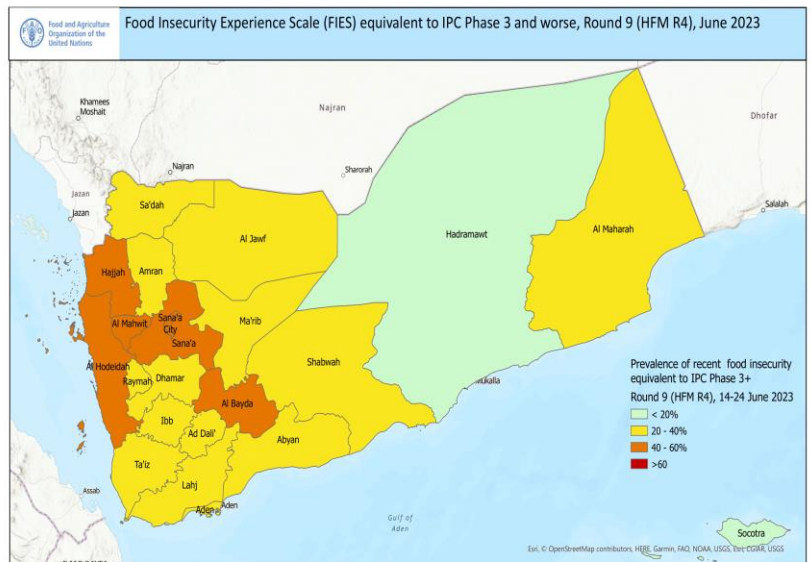 Food and Agriculture
Organization of the
United Nations
Food Insecurity Experience Scale (FIES) equivalent to IPC Phase 3 and worse, Round 9 (HFM R4), June 2023
Khamees
Moshait
Najran
Dhofar
Najran
Sharorah
Jazan
Jazan
Salalah
Sa'dah
Al Jawf
Hadramawt
Al Maharah
Hajjah
Amran
Al Mahwit
Sana'a
City
Sana'a
Ma'rib
Shabwah
Al Hodeidah
Raymah
Dhamar
Al Bayda
Ibb
Ad Dali'
Abyan
Ta'iz
Lahj
Assab
Aden
Aden
Mukalla
Gulf of
Aden
Socotra
Prevalence of recent food insecurity
equivalent to IPC Phase 3+
Round 9 (HFM R4), 14-24 June 2023
< 20%
20 - 40%
40 - 60%
>60
Esri, © OpenStreetMap contributors, HERE, Garmin, FAO, NOAA, USGS, Esri, CGIAR, USGS